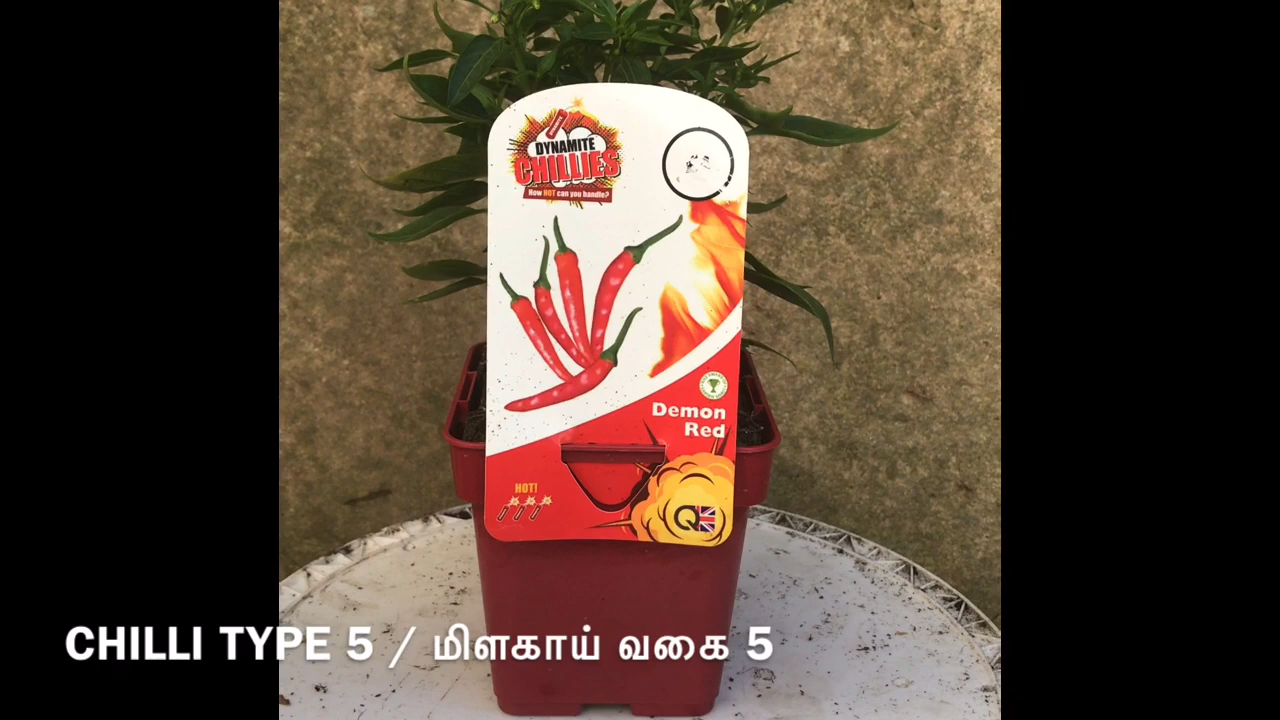 DYNAMITE
CHILLIES
How HOT can you handle?
Demon
Red
HOT!
Q
CHILLI TYPE 5 / மிளகாய் வகை 5